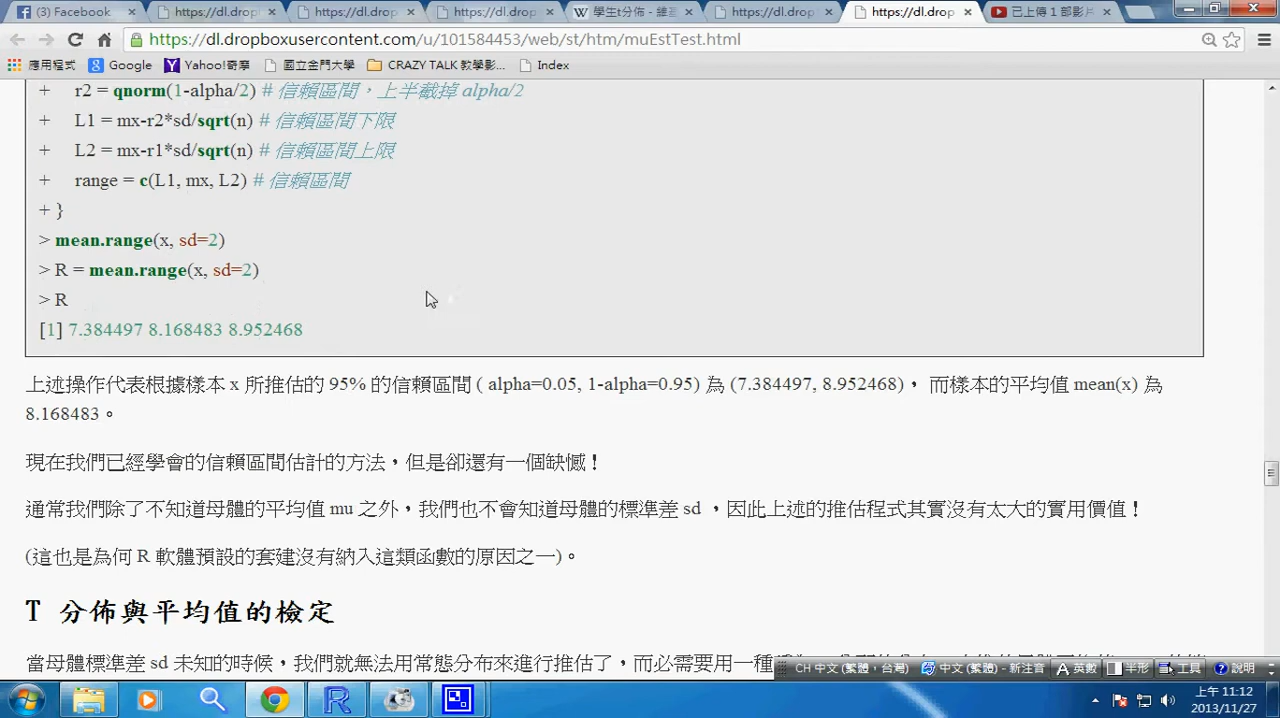 (3) Facebook
https://dl.drop
https://dl.drop
https://dl.drop
學生t分佈 - 維
https://dl.drop
https://dl.drop
已上傳 1 部影片
https://dl.dropboxusercontent.com/u/101584453/web/st/htm/muEstTest.html
應用程式 Google Yahoo!奇摩 國立金門大學 CRAZY TALK 教學影... Index
+ r2 = qnorm(1-alpha/2) # 信賴區間，上半截掉 alpha/2
+ L1 = mx-r2*sd/sqrt(n) # 信賴區間下限
+ L2 = mx-r1*sd/sqrt(n) # 信賴區間上限
+ range = c(L1, mx, L2) # 信賴區間
+ }
> mean.range(x, sd=2)
> R = mean.range(x, sd=2)
> R
[1] 7.384497 8.168483 8.952468
上述操作代表根據樣本 x 所推估的 95% 的信賴區間 ( alpha=0.05, 1-alpha=0.95) 為 (7.384497, 8.952468)， 而樣本的平均值 mean(x) 為
8.168483。
現在我們已經學會的信賴區間估計的方法，但是卻還有一個缺憾！
通常我們除了不知道母體的平均值 mu 之外，我們也不會知道母體的標準差 sd ，因此上述的推估程式其實沒有太大的實用價值！
(這也是為何 R 軟體預設的套建沒有納入這類函數的原因之一)。
T 分佈與平均值的檢定
當母體標準差 sd 未知的時候，我們就無法用常態分布來進行推估了，而必需要用一種
CH 中文 (繁體，台灣) 中文 (繁體) - 新注音 英數 半形 工具 說明
上午 11:12
2013/11/27